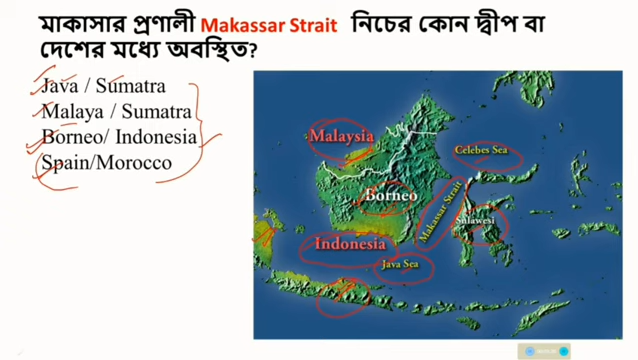 মাকাসার প্রণালী Makassar Strait নিচের কোন দ্বীপ বা
দেশের মধ্যে অবস্থিত?
Java / Sumatra
Malaya / Sumatra
Borneo/ Indonesia
Spain/Morocco
Malaysia
Celebes Sea
Borneo
Makassar Strait
Sulawesi
Indonesia
Java Sea